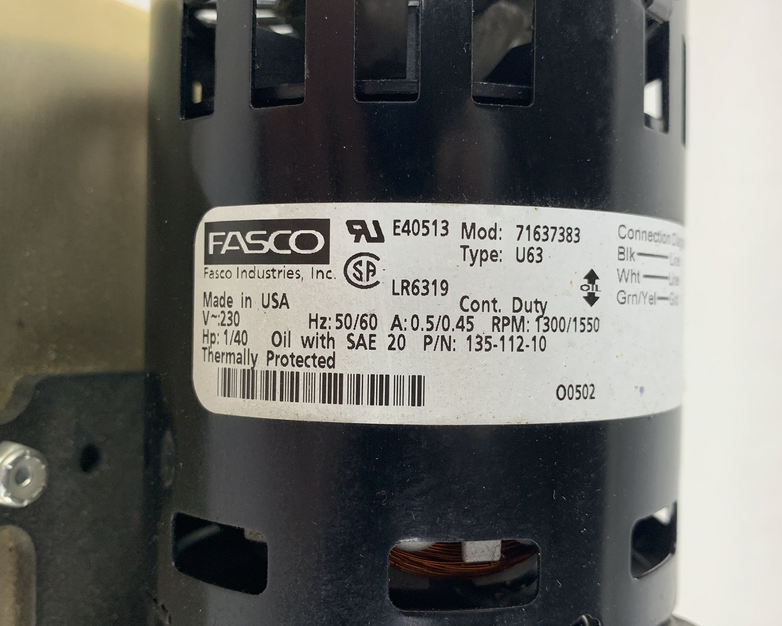 FASCO
Fasco Industries, Inc.
E40513
LR6319
Mod: 71637383
Type: U63
Made in USA
Cont. Duty
V~:230 Hz: 50/60 A: 0.5/0.45 RPM: 1300/1550
Hp: 1/40 Oil with SAE 20 P/N: 135-112-10
Thermally Protected
O0502
OIL
Connection
Blk
Wht
Grn/Yel